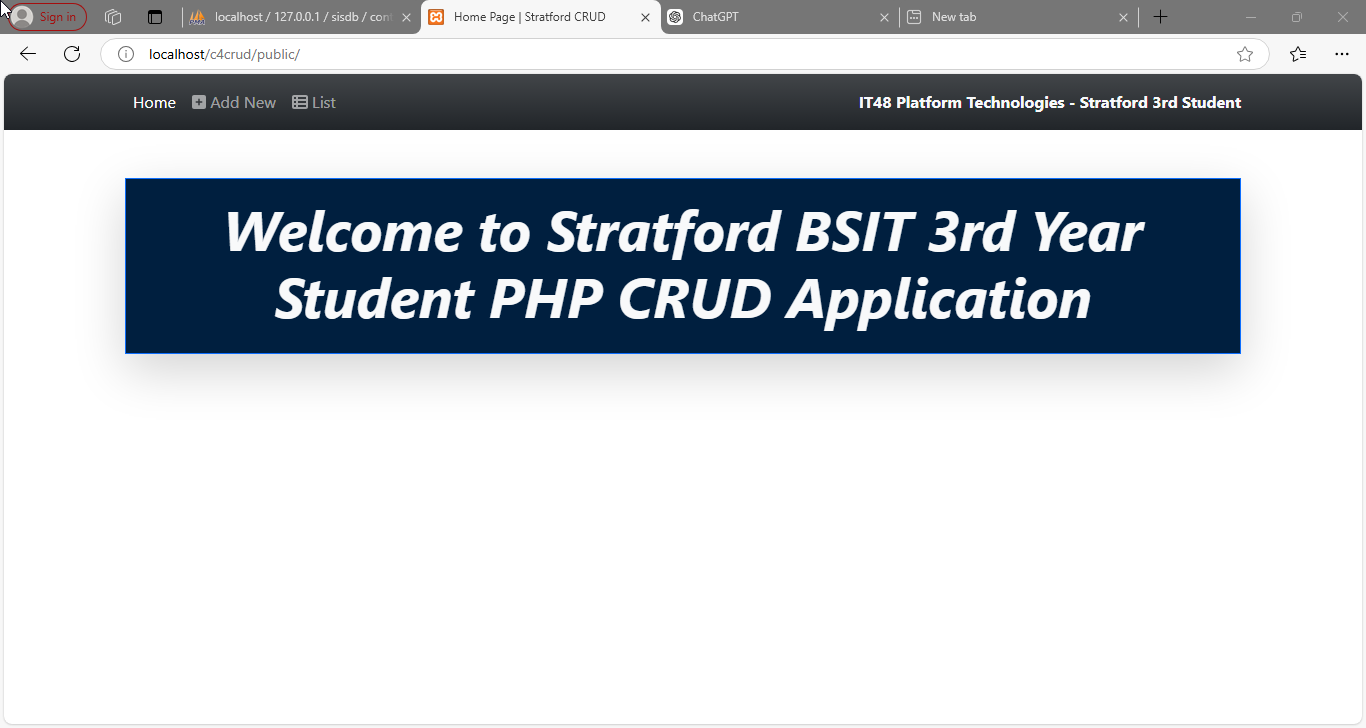 Sign in
localhost / 127.0.0.1 / sisdb / con
Home Page | Stratford CRUD
ChatGPT
New tab
localhost/c4crud/public/
Home
Add New
List
IT48 Platform Technologies - Stratford 3rd Student
Welcome to Stratford BSIT 3rd Year
Student PHP CRUD Application